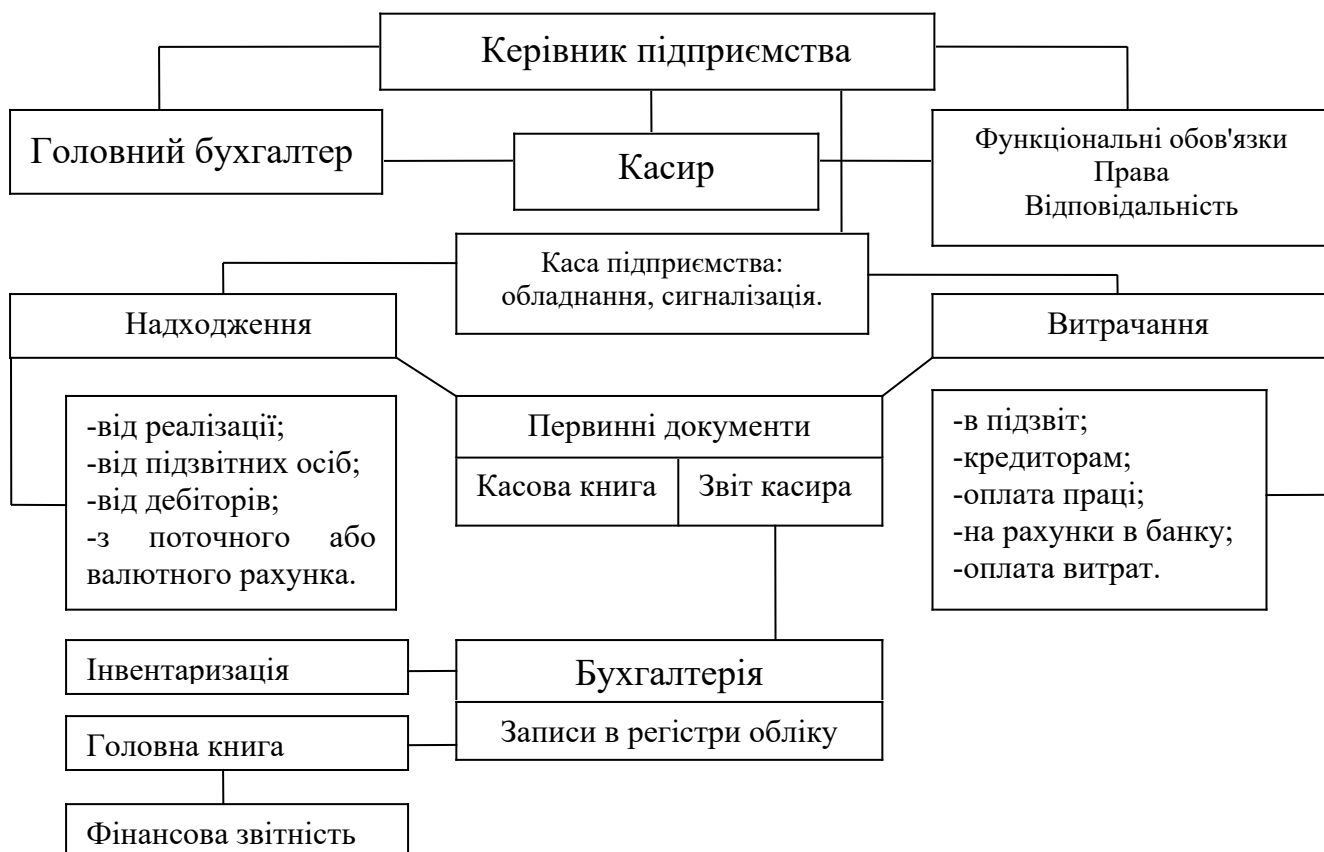 Керівник підприємства
Головний бухгалтер
Касир
Функціональні обов'язки
Права
Відповідальність
Каса підприємства:
обладнання, сигналізація.
Надходження
Витрачання
-від реалізації;
-від підзвітних осіб;
-від дебіторів;
-з поточного або
валютного рахунка.
Первинні документи
Касова книга
Звіт касира
-в підзвіт;
-кредиторам;
-оплата праці;
-на рахунки в банку;
-оплата витрат.
Інвентаризація
Бухгалтерія
Записи в регістри обліку
Головна книга
Фінансова звітність